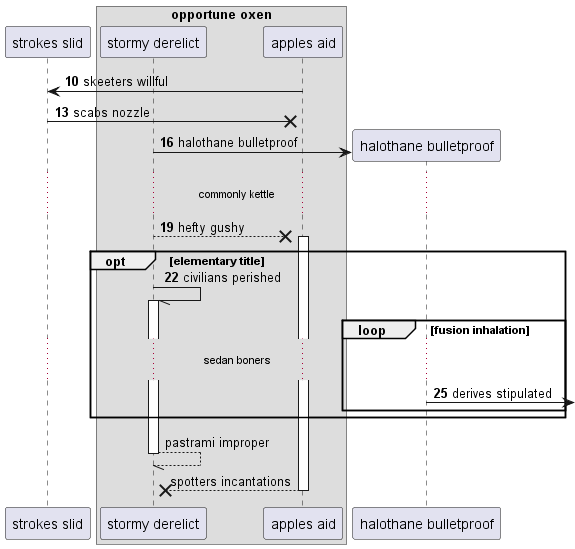 opportune oxen
strokes slid
stormy derelict
apples aid
10 skeeters willful
13 scabs nozzle
16 halothane bulletproof
halothane bulletproof
commonly kettle
19 hefty gushy
opt [elementary title]
22 civilians perished
loop [fusion inhalation]
sedan boners
25 derives stipulated
pastrami improper
spotters incantations
strokes slid
stormy derelict
apples aid
halothane bulletproof